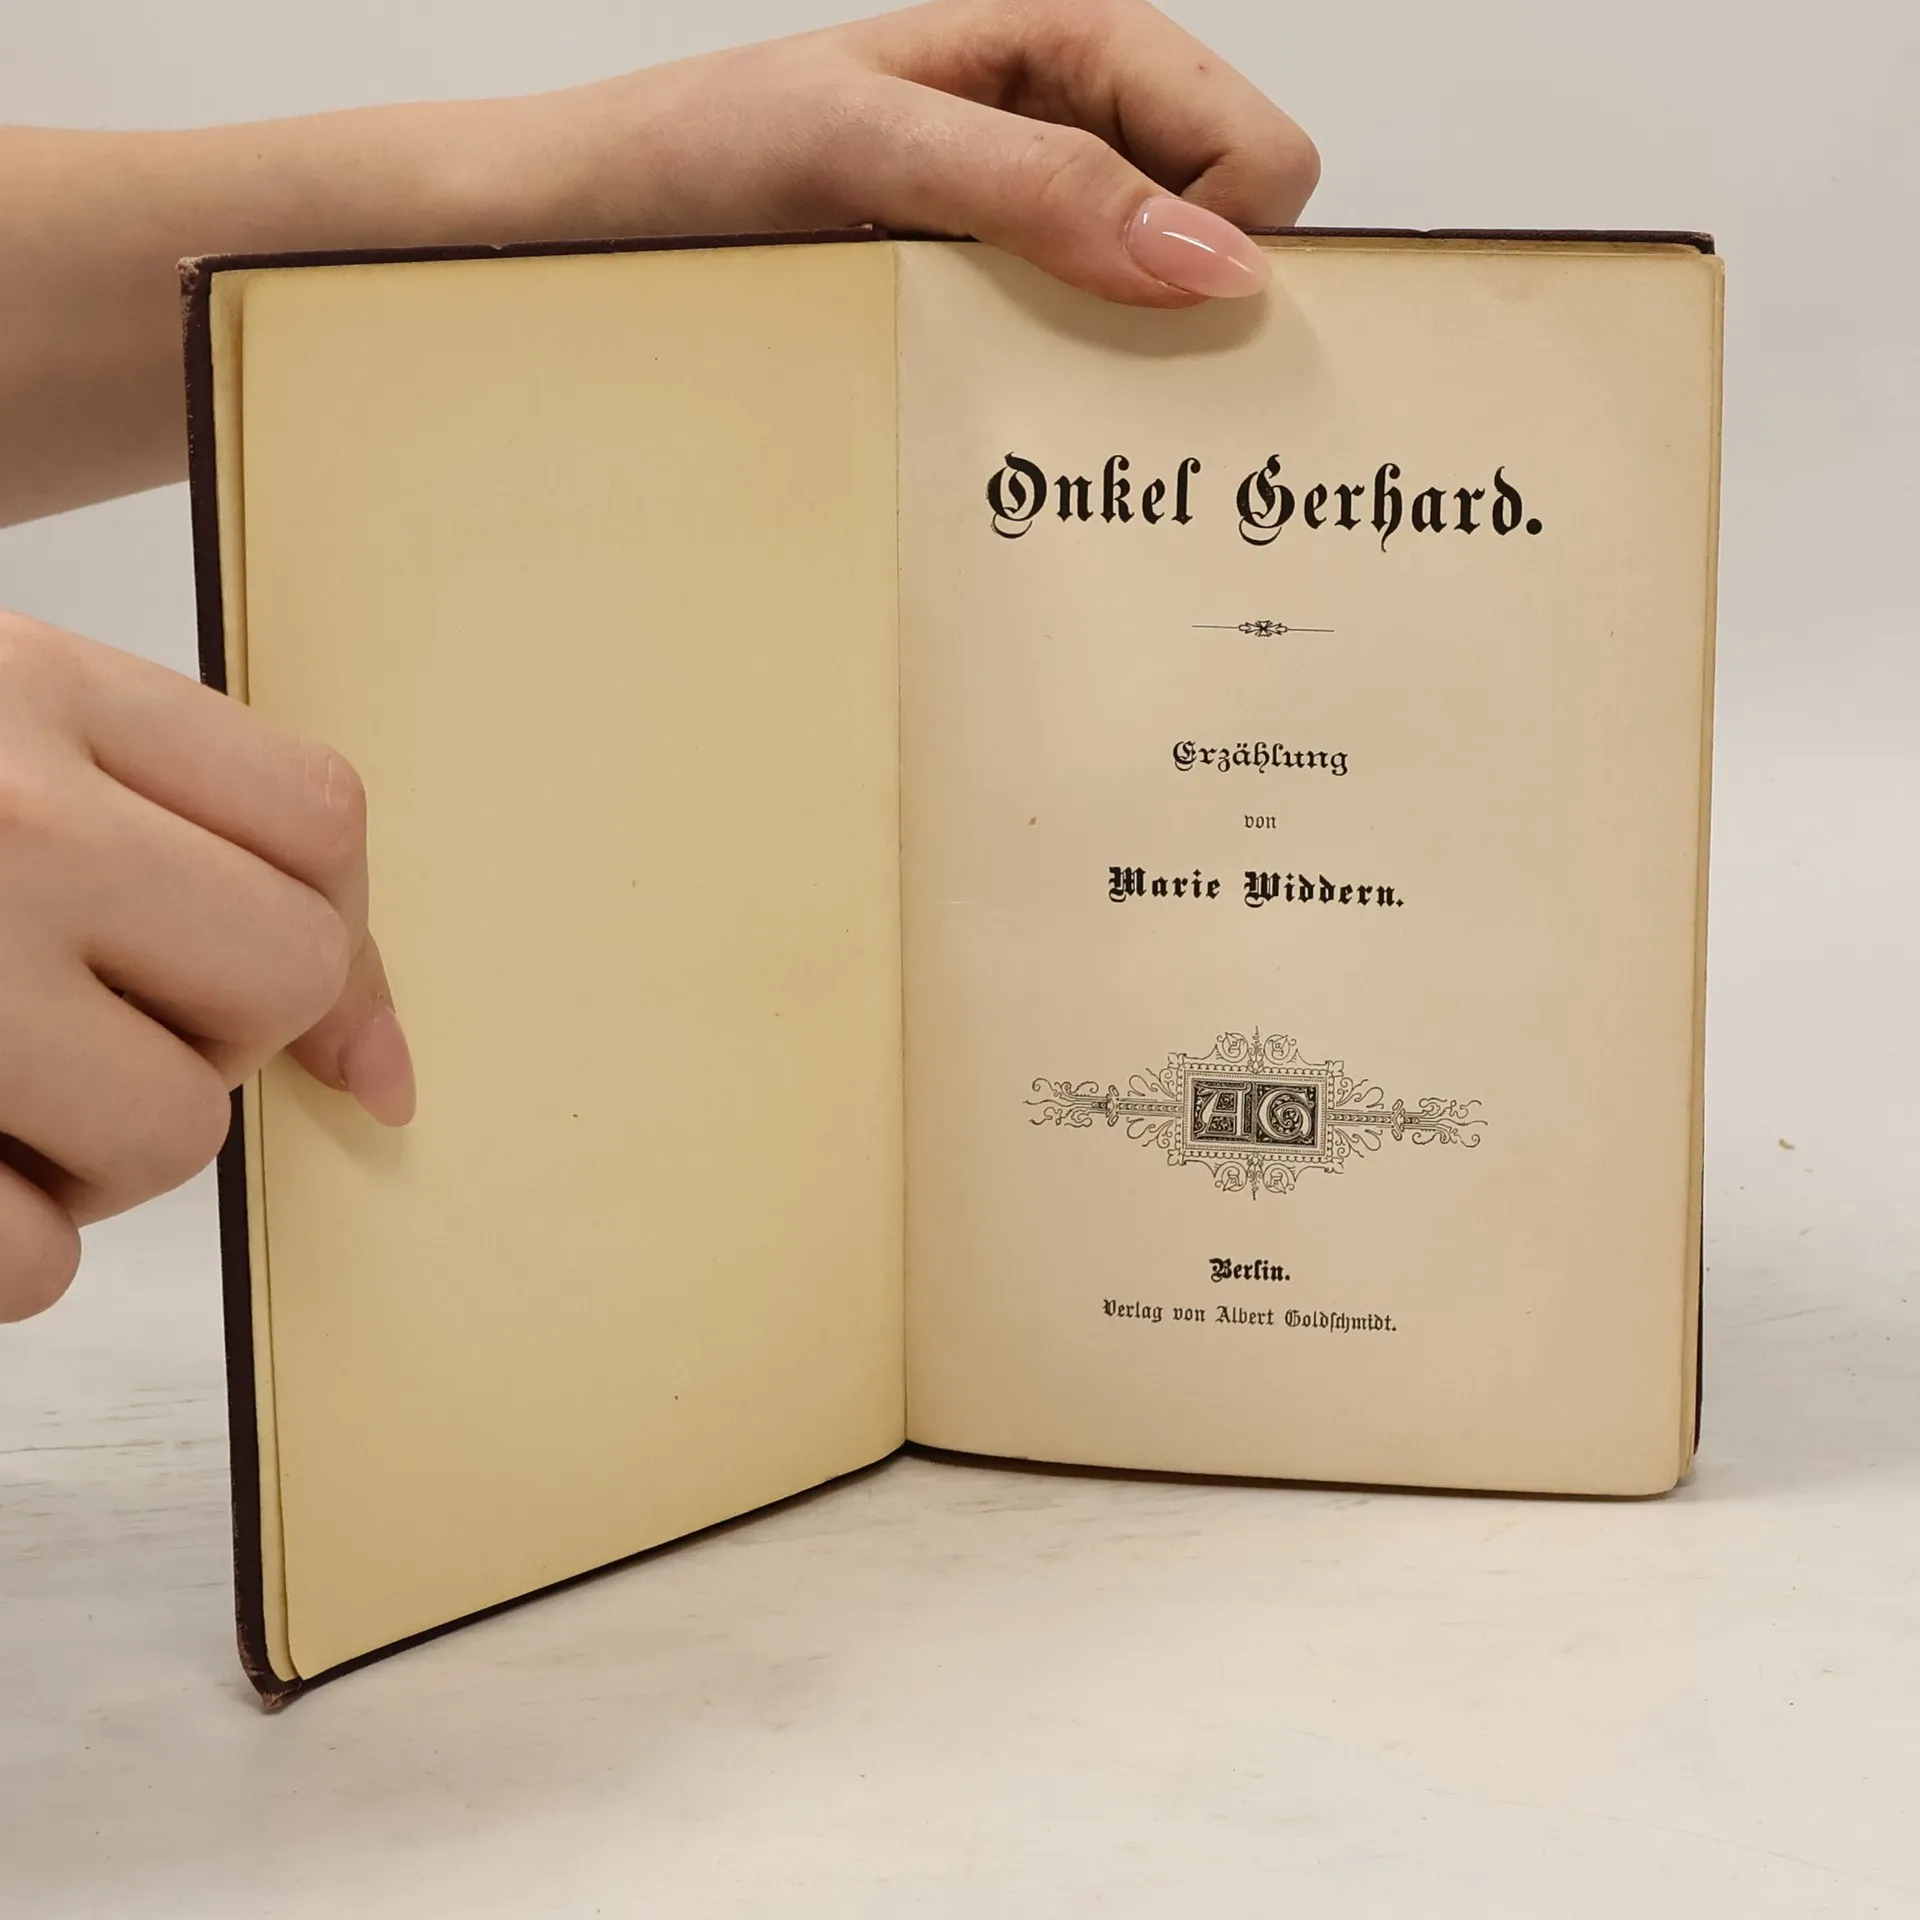 Onkel Gerhard.
Erzählung
von
Marie Widdern.
AG
Berlin.
Verlag von Albert Goldſchmidt.